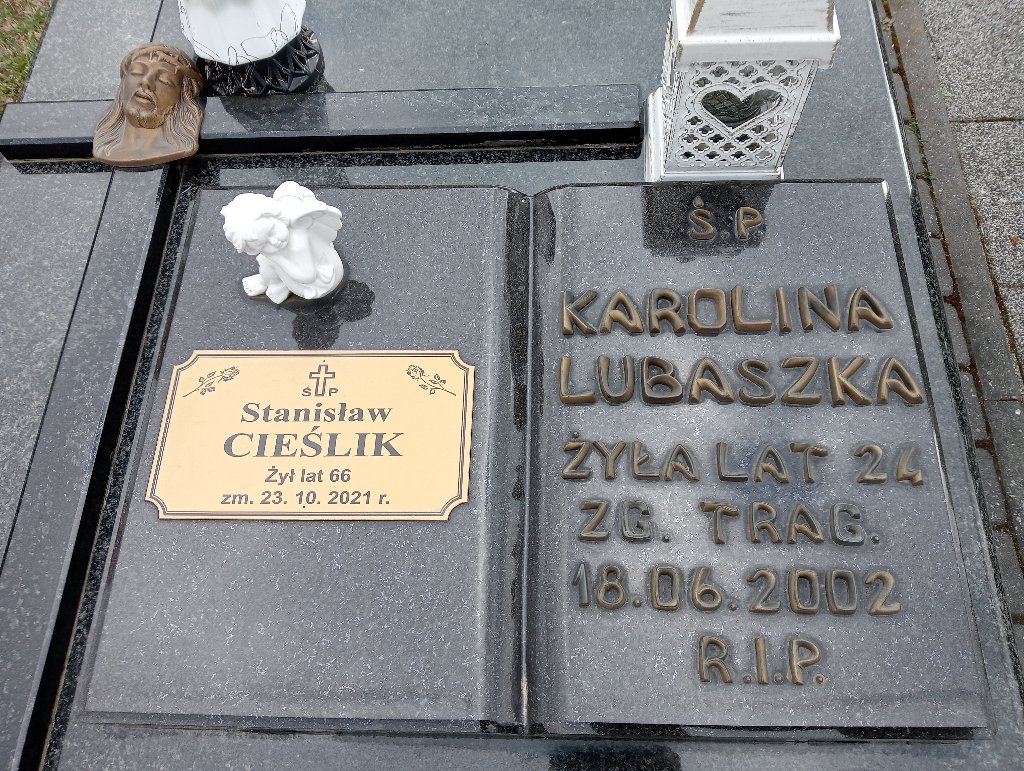 Ś P
Stanisław
CIEŚLIK
Żył lat 66
zm. 23. 10. 2021 r.
Ś.P.
KAROLINA
LUBASZKA
ŻYŁA LAT 24
ZG. TRAG.
18.06.2002
R.I.P.